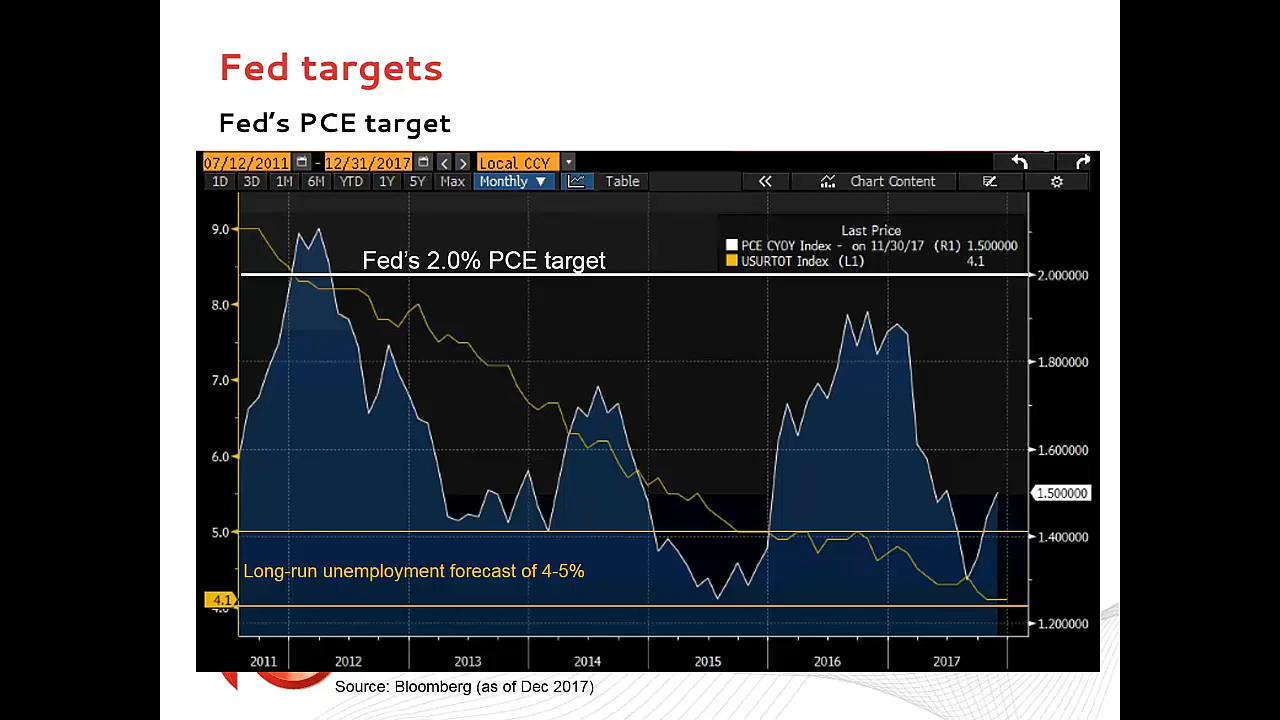 Fed targets
Fed's PCE target
07/12/2011 - 12/31/2017 Local CCY
1D 3D 1M 6M YTD 1Y 5Y Max Monthly ▼ Table Chart Content
Last Price
PCE CYOY Index - on 11/30/17 (R1) 1.500000
USURTOT Index (L1) 4.1
Fed's 2.0% PCE target
9.0
8.0
7.0
6.0
5.0
4.1
2.000000
1.800000
1.600000
1.500000
1.400000
1.200000
Long-run unemployment forecast of 4-5%
2011 2012 2013 2014 2015 2016 2017
Source: Bloomberg (as of Dec 2017)